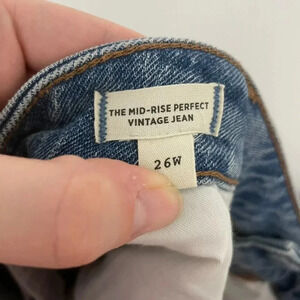 THE MID-RISE PERFECT
VINTAGE JEAN
26W